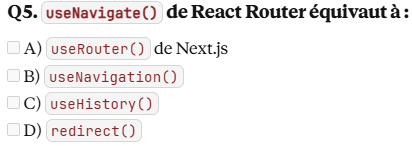 Q5. useNavigate() de React Router équivaut à :
A) useRouter() de Next.js
B) useNavigation()
C) useHistory()
D) redirect()